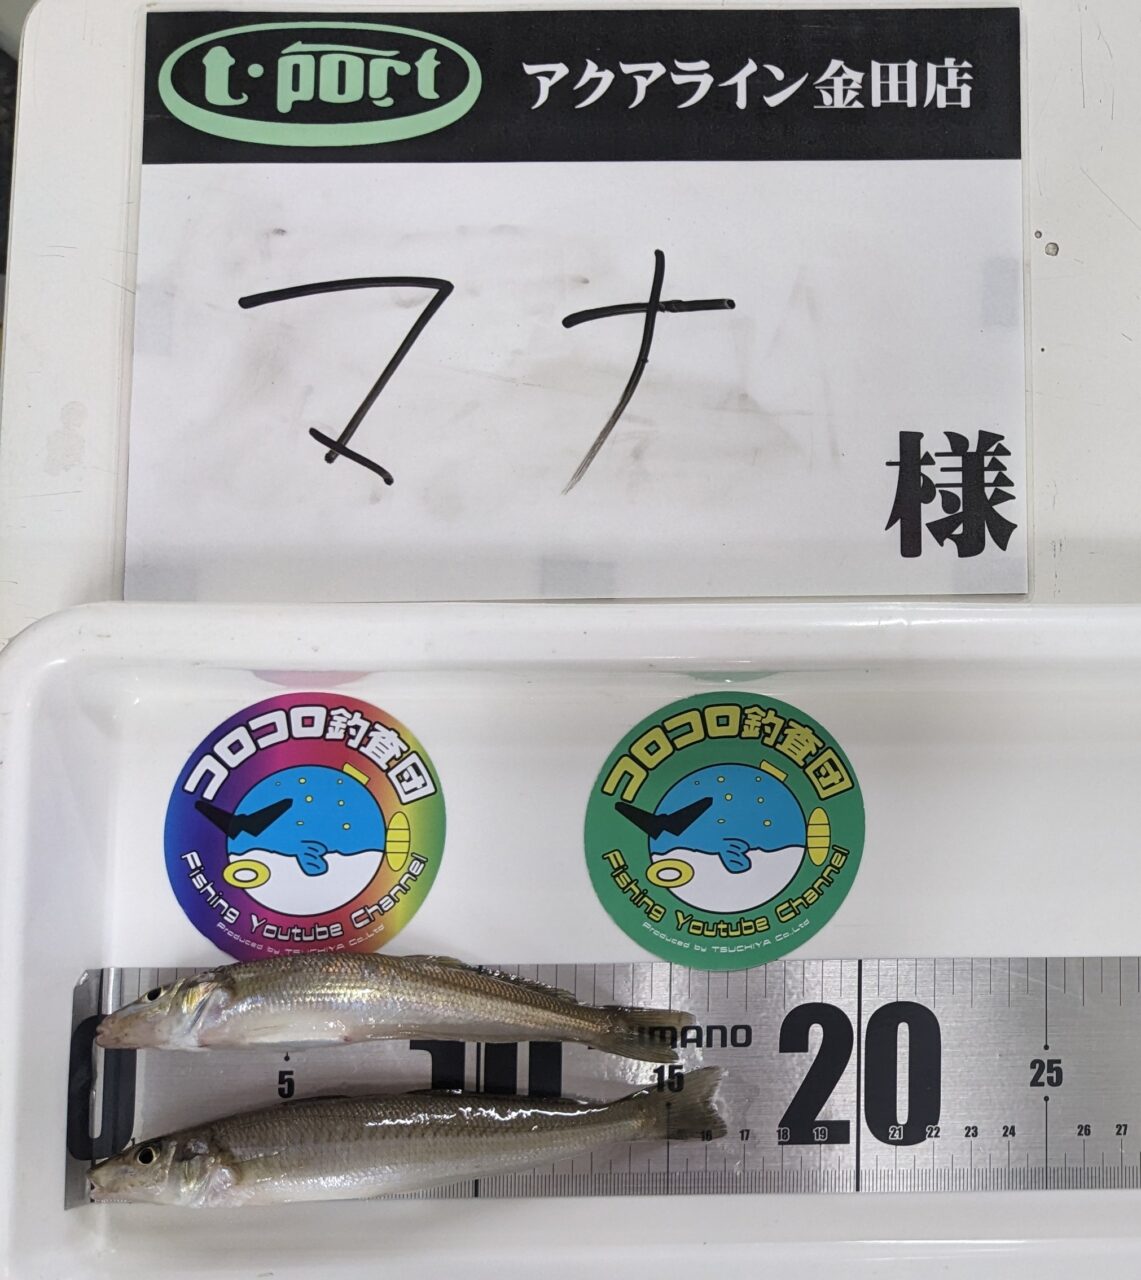 t·port アクアライン金田店
マナ
様
コロコロ釣査団
Fishing Youtube Channel
Produced by TSUCHIYA Co.,Ltd
コロコロ釣査団
Fishing Youtube Channel
Produced by TSUCHIYA Co.,Ltd
0 10 20
MANO
5 15 25
1 16 17 18 19 21 22 23 24 26 27